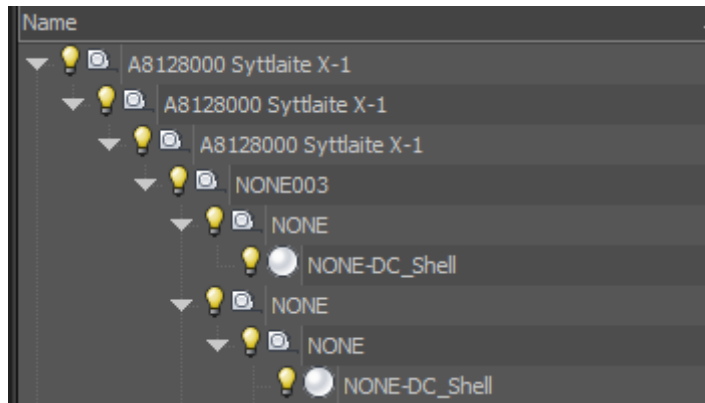 Name
A8128000 Syttlaite X-1
A8128000 Syttlaite X-1
A8128000 Syttlaite X-1
NONE003
NONE
NONE-DC_Shell
NONE
NONE
NONE-DC_Shell